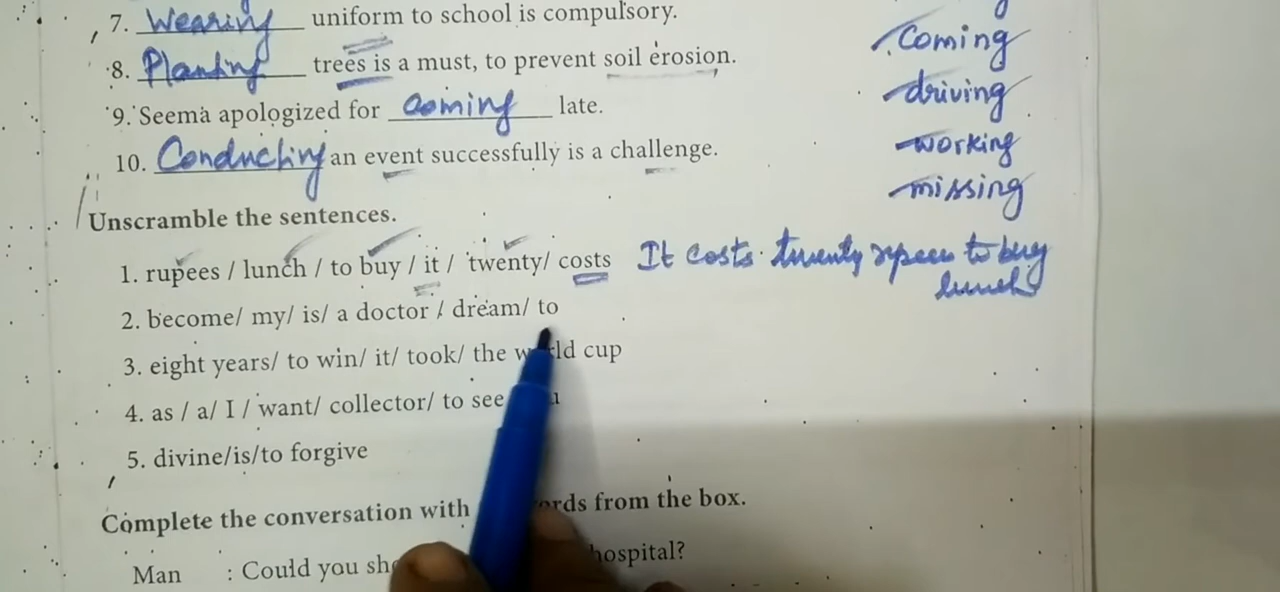 7. Wearing uniform to school is compulsory.
8. Planting trees is a must, to prevent soil erosion.
9. Seema apologized for coming late.
10. Conducting an event successfully is a challenge.
Coming
driving
working
missing
Unscramble the sentences.
1. rupees / lunch / to buy / it / twenty/ costs It costs twenty rupees to buy
lunch
2. become/ my/ is/ a doctor / dream/ to
3. eight years/ to win/ it/ took/ the world cup
4. as / a/ I / want/ collector/ to see
5. divine/is/to forgive
Complete the conversation with from the box.
Man : Could you hospital?